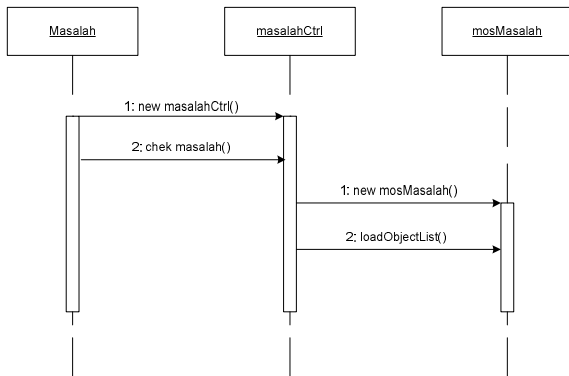 Masalah
masalahCtrl
mosMasalah
1: new masalahCtrl()
2: chek masalah()
1: new mosMasalah()
2: loadObjectList()